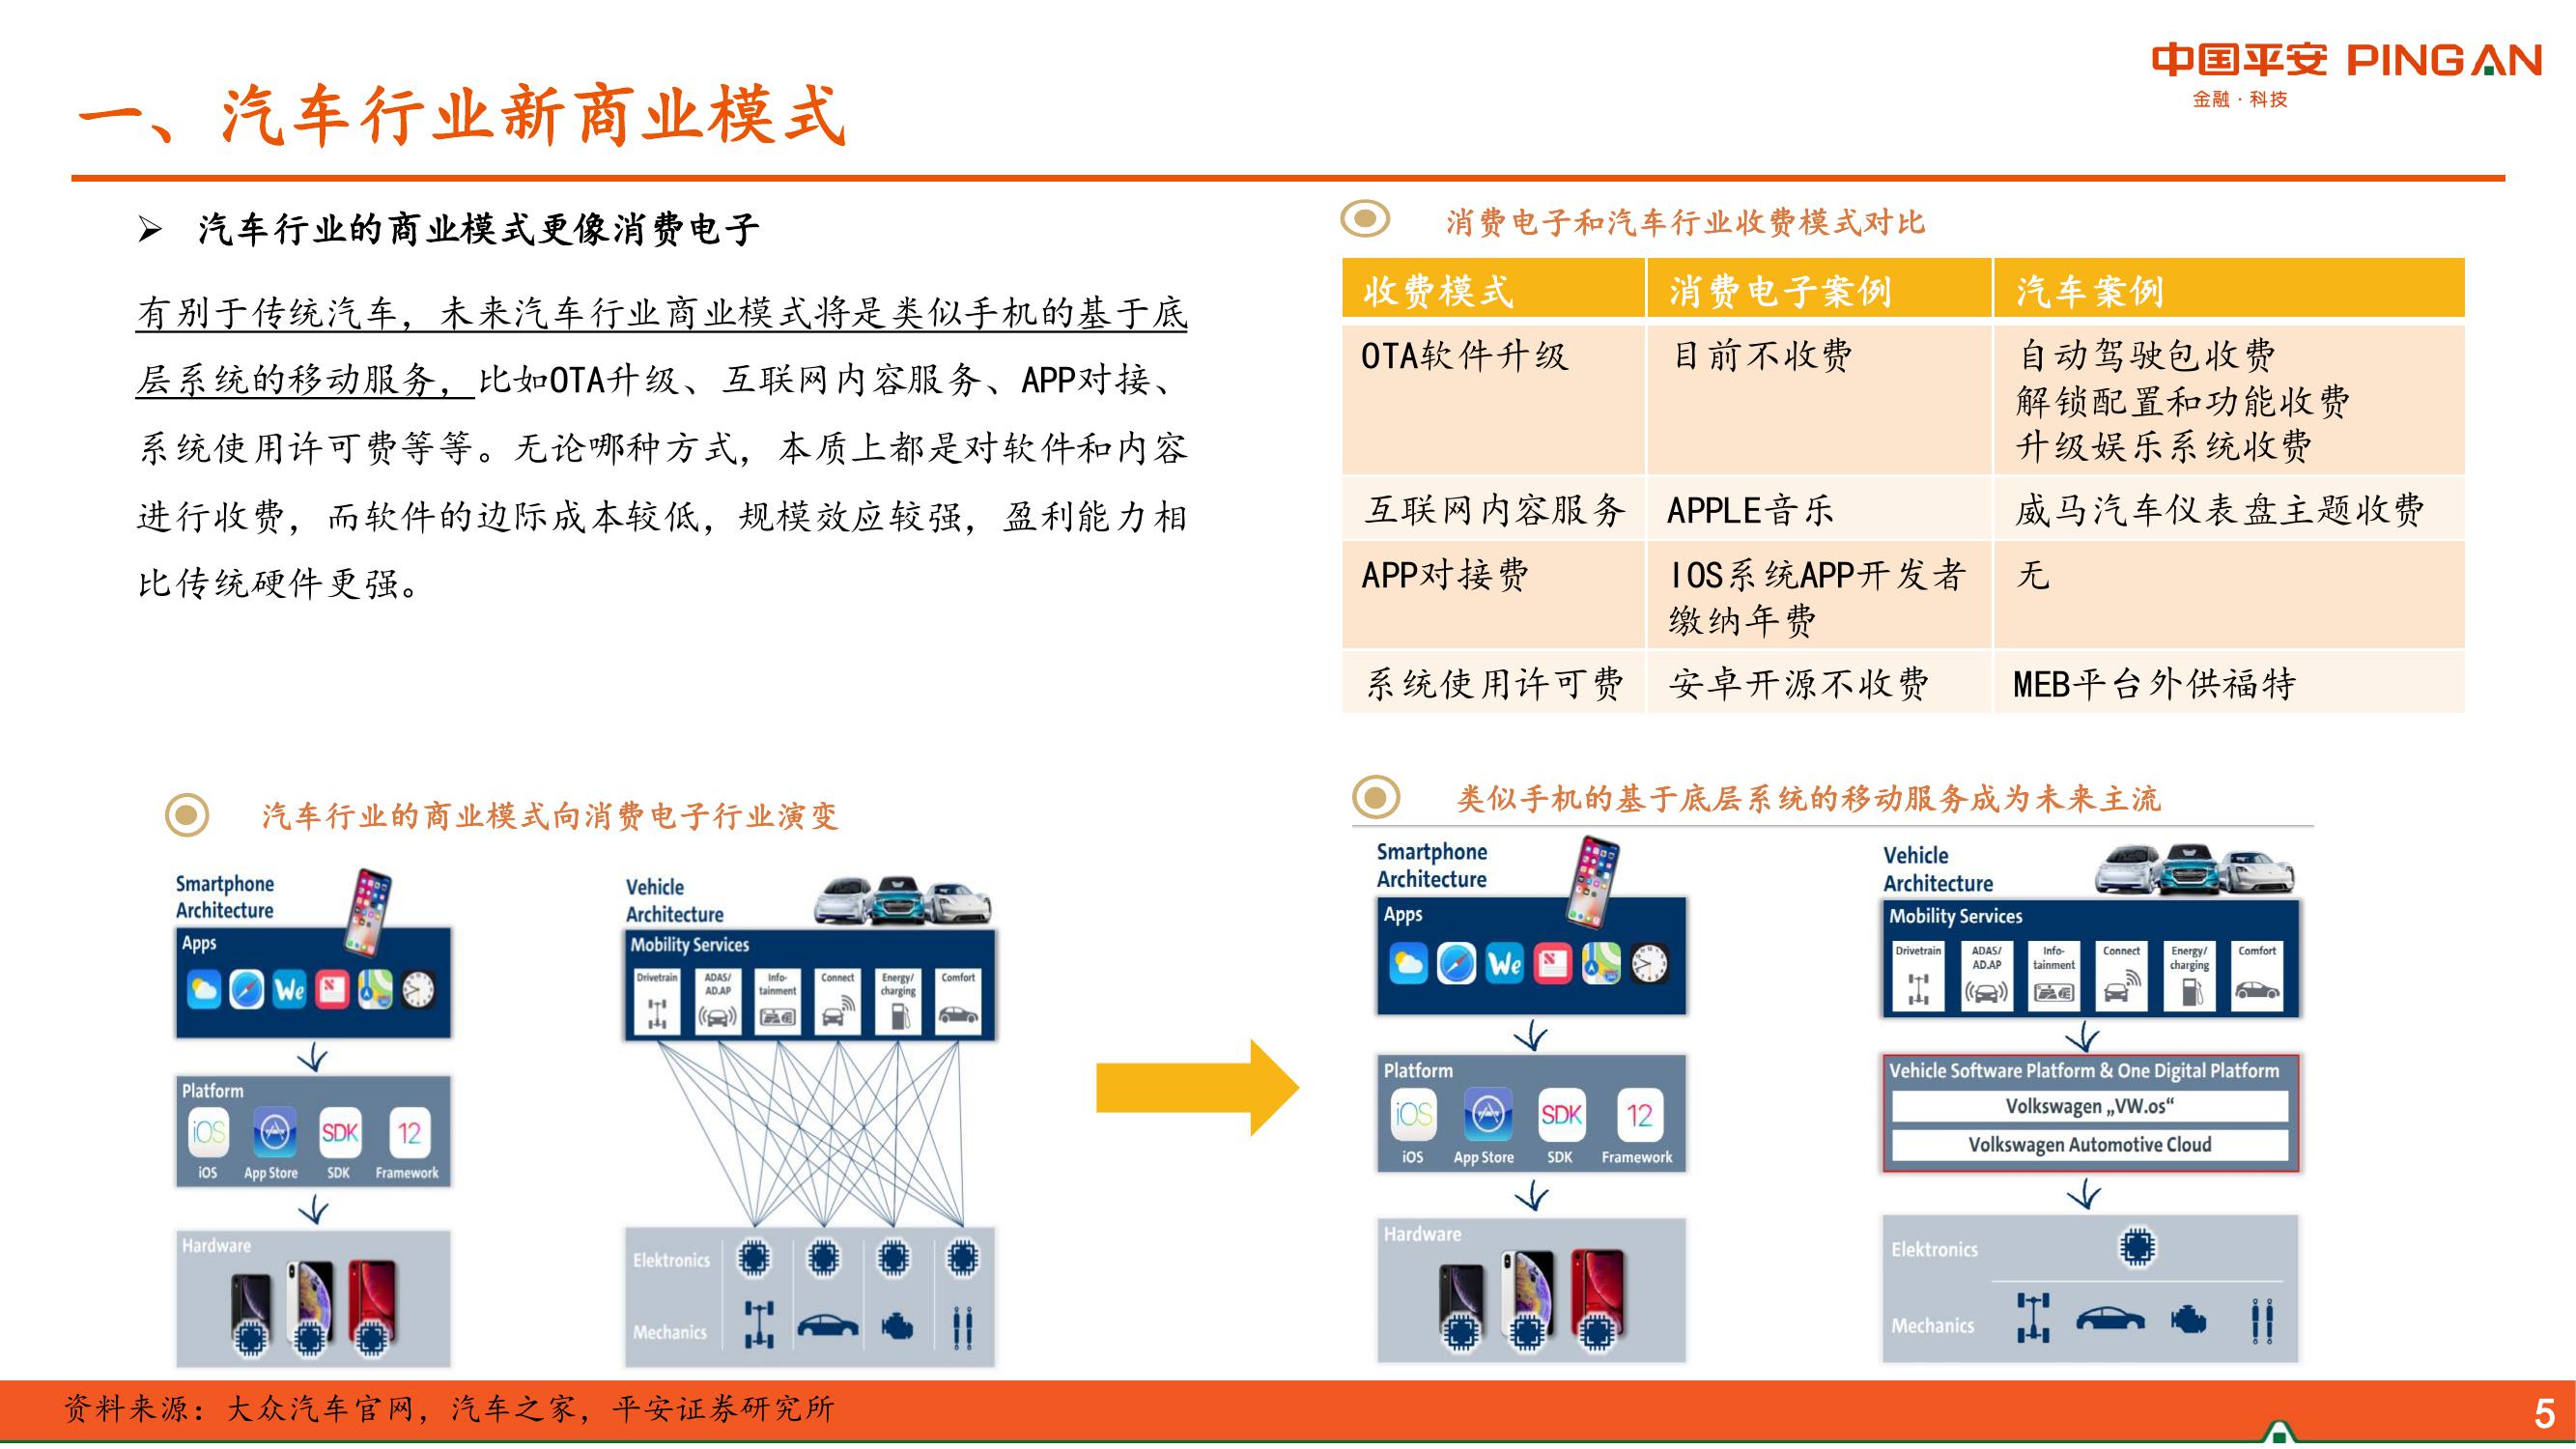 中国平安 PING AN
金融·科技
一、汽车行业新商业模式
➢ 汽车行业的商业模式更像消费电子
有别于传统汽车，未来汽车行业商业模式将是类似手机的基于底
层系统的移动服务，比如OTA升级、互联网内容服务、APP对接、
系统使用许可费等等。无论哪种方式，本质上都是对软件和内容
进行收费，而软件的边际成本较低，规模效应较强，盈利能力相
比传统硬件更强。
消费电子和汽车行业收费模式对比
收费模式 消费电子案例 汽车案例
OTA软件升级 目前不收费 自动驾驶包收费
解锁配置和功能收费
升级娱乐系统收费
互联网内容服务 APPLE音乐 威马汽车仪表盘主题收费
APP对接费 IOS系统APP开发者 无
缴纳年费
系统使用许可费 安卓开源不收费 MEB平台外供福特
汽车行业的商业模式向消费电子行业演变
Smartphone
Architecture
Apps
We
Platform
iOS SDK 12
iOS App Store SDK Framework
Hardware
Vehicle
Architecture
Mobility Services
Drivetrain ADAS/ Info- Connect Energy/ Comfort
AD.AP tainment charging
Elektronics
Mechanics
类似手机的基于底层系统的移动服务成为未来主流
Smartphone
Architecture
Apps
We
Platform
iOS SDK 12
iOS App Store SDK Framework
Hardware
Vehicle
Architecture
Mobility Services
Drivetrain ADAS/ Info- Connect Energy/ Comfort
AD.AP tainment charging
Vehicle Software Platform & One Digital Platform
Volkswagen „VW.os“
Volkswagen Automotive Cloud
Elektronics
Mechanics
资料来源：大众汽车官网，汽车之家，平安证券研究所
5